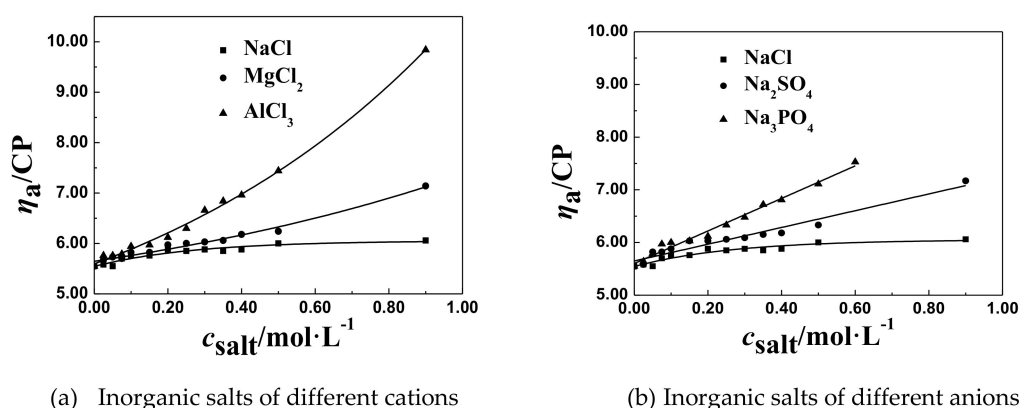 10.00
9.00
8.00
7.00
6.00
5.00
0.00 0.20 0.40 0.60 0.80 1.00
ηa/CP
NaCl
MgCl2
AlCl3
csalt/mol·L-1
(a) Inorganic salts of different cations
10.00
9.00
8.00
7.00
6.00
5.00
0.00 0.20 0.40 0.60 0.80 1.00
ηa/CP
NaCl
Na2SO4
Na3PO4
csalt/mol·L-1
(b) Inorganic salts of different anions